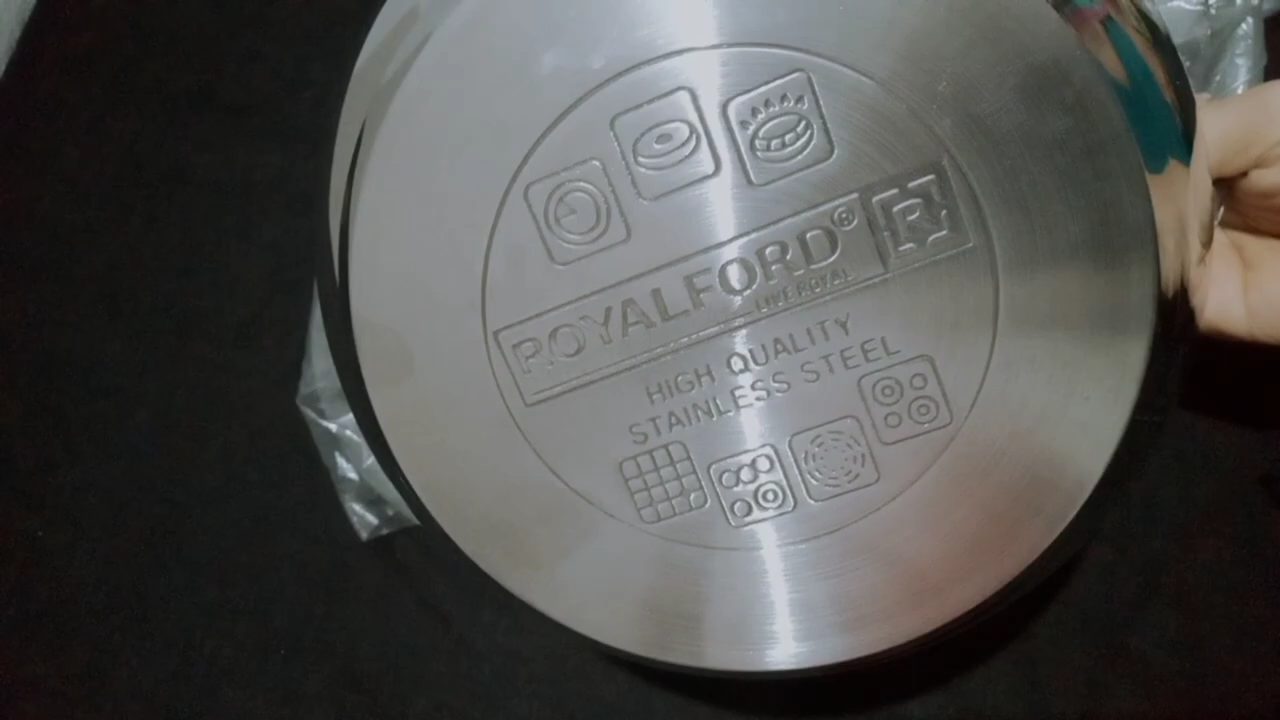 ROYALFORD®
R
LIVE ROYAL
HIGH QUALITY
STAINLESS STEEL